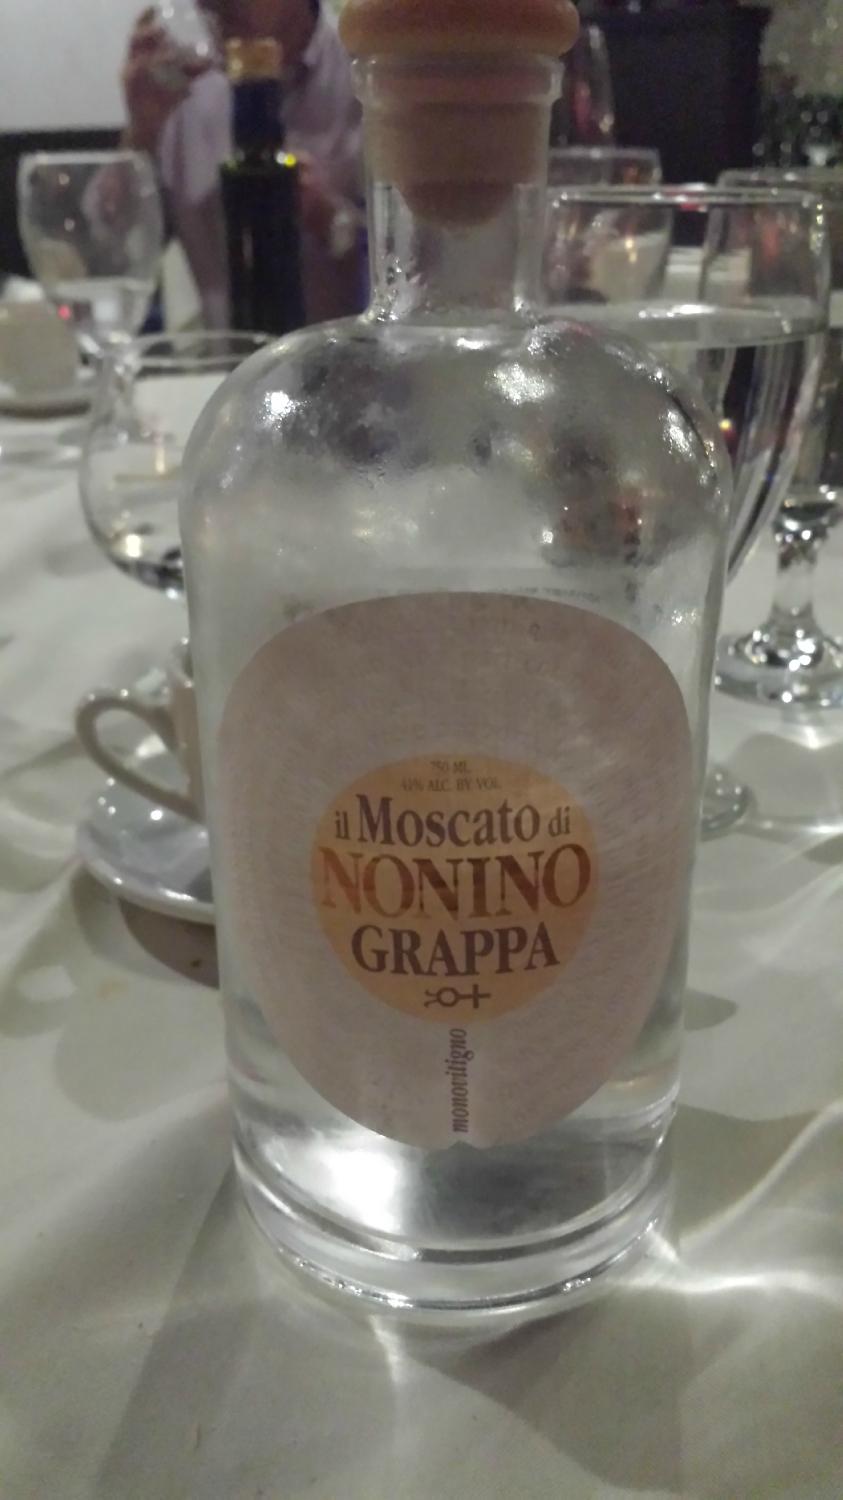 750 ML
41% ALC. BY VOL.
il Moscato di
NONINO
GRAPPA
monovitigno